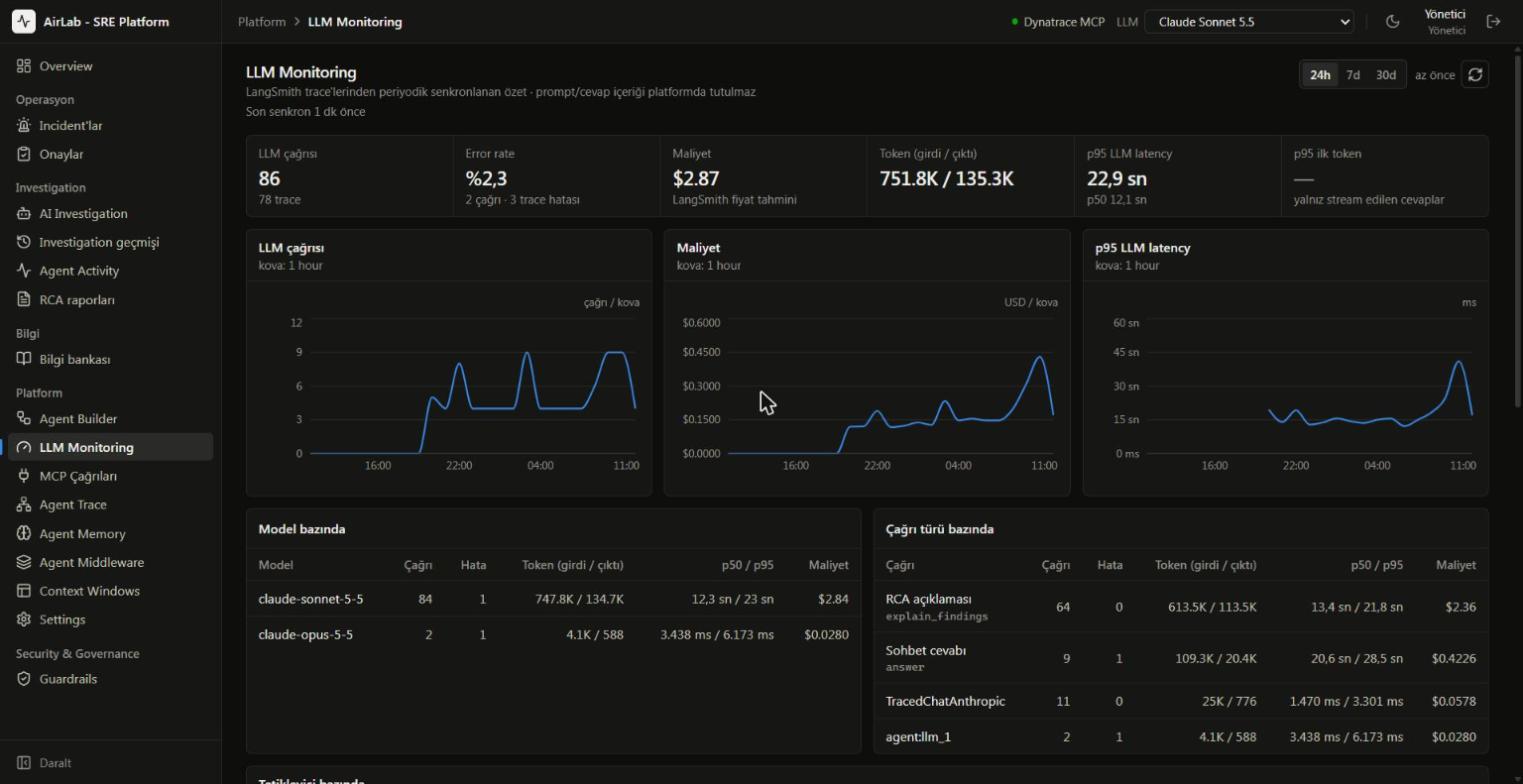 AirLab - SRE Platform
Platform > LLM Monitoring
Dynatrace MCP LLM Claude Sonnet 5.5
Yönetici
Yönetici
Overview
Operasyon
Incident'lar
Onaylar
Investigation
AI Investigation
Investigation geçmişi
Agent Activity
RCA raporları
Bilgi
Bilgi bankası
Platform
Agent Builder
LLM Monitoring
MCP Çağrıları
Agent Trace
Agent Memory
Agent Middleware
Context Windows
Settings
Security & Governance
Guardrails
Daralt
LLM Monitoring
LangSmith trace'lerinden periyodik senkronlanan özet · prompt/cevap içeriği platformda tutulmaz
Son senkron 1 dk önce
24h 7d 30d az önce
LLM çağrısı
86
78 trace
Error rate
%2,3
2 çağrı · 3 trace hatası
Maliyet
$2.87
LangSmith fiyat tahmini
Token (girdi / çıktı)
751.8K / 135.3K
p95 LLM latency
22,9 sn
p50 12,1 sn
p95 ilk token
—
yalnız stream edilen cevaplar
LLM çağrısı
kova: 1 hour
çağrı / kova
12
9
6
3
0
16:00 22:00 04:00 11:00
Maliyet
kova: 1 hour
USD / kova
$0.6000
$0.4500
$0.3000
$0.1500
$0.0000
16:00 22:00 04:00 11:00
p95 LLM latency
kova: 1 hour
ms
60 sn
45 sn
30 sn
15 sn
0 ms
16:00 22:00 04:00 11:00
Model bazında
Model Çağrı Hata Token (girdi / çıktı) p50 / p95 Maliyet
claude-sonnet-5-5 84 1 747.8K / 134.7K 12,3 sn / 23 sn $2.84
claude-opus-5-5 2 1 4.1K / 588 3.438 ms / 6.173 ms $0.0280
Çağrı türü bazında
Çağrı Çağrı Hata Token (girdi / çıktı) p50 / p95 Maliyet
RCA açıklaması 64 0 613.5K / 113.5K 13,4 sn / 21,8 sn $2.36
explain_findings
Sohbet cevabı 9 1 109.3K / 20.4K 20,6 sn / 28,5 sn $0.4226
answer
TracedChatAnthropic 11 0 25K / 776 1.470 ms / 3.301 ms $0.0578
agent:llm_1 2 1 4.1K / 588 3.438 ms / 6.173 ms $0.0280
Tetikleyici bazında